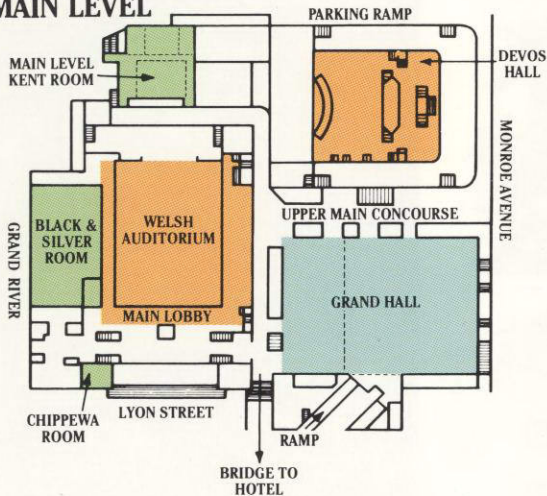 MAIN LEVEL
PARKING RAMP
MAIN LEVEL
KENT ROOM
DEVOS
HALL
MONROE AVENUE
UPPER MAIN CONCOURSE
BLACK &
SILVER
ROOM
WELSH
AUDITORIUM
GRAND RIVER
GRAND HALL
MAIN LOBBY
CHIPPEWA
ROOM
LYON STREET
RAMP
BRIDGE TO
HOTEL